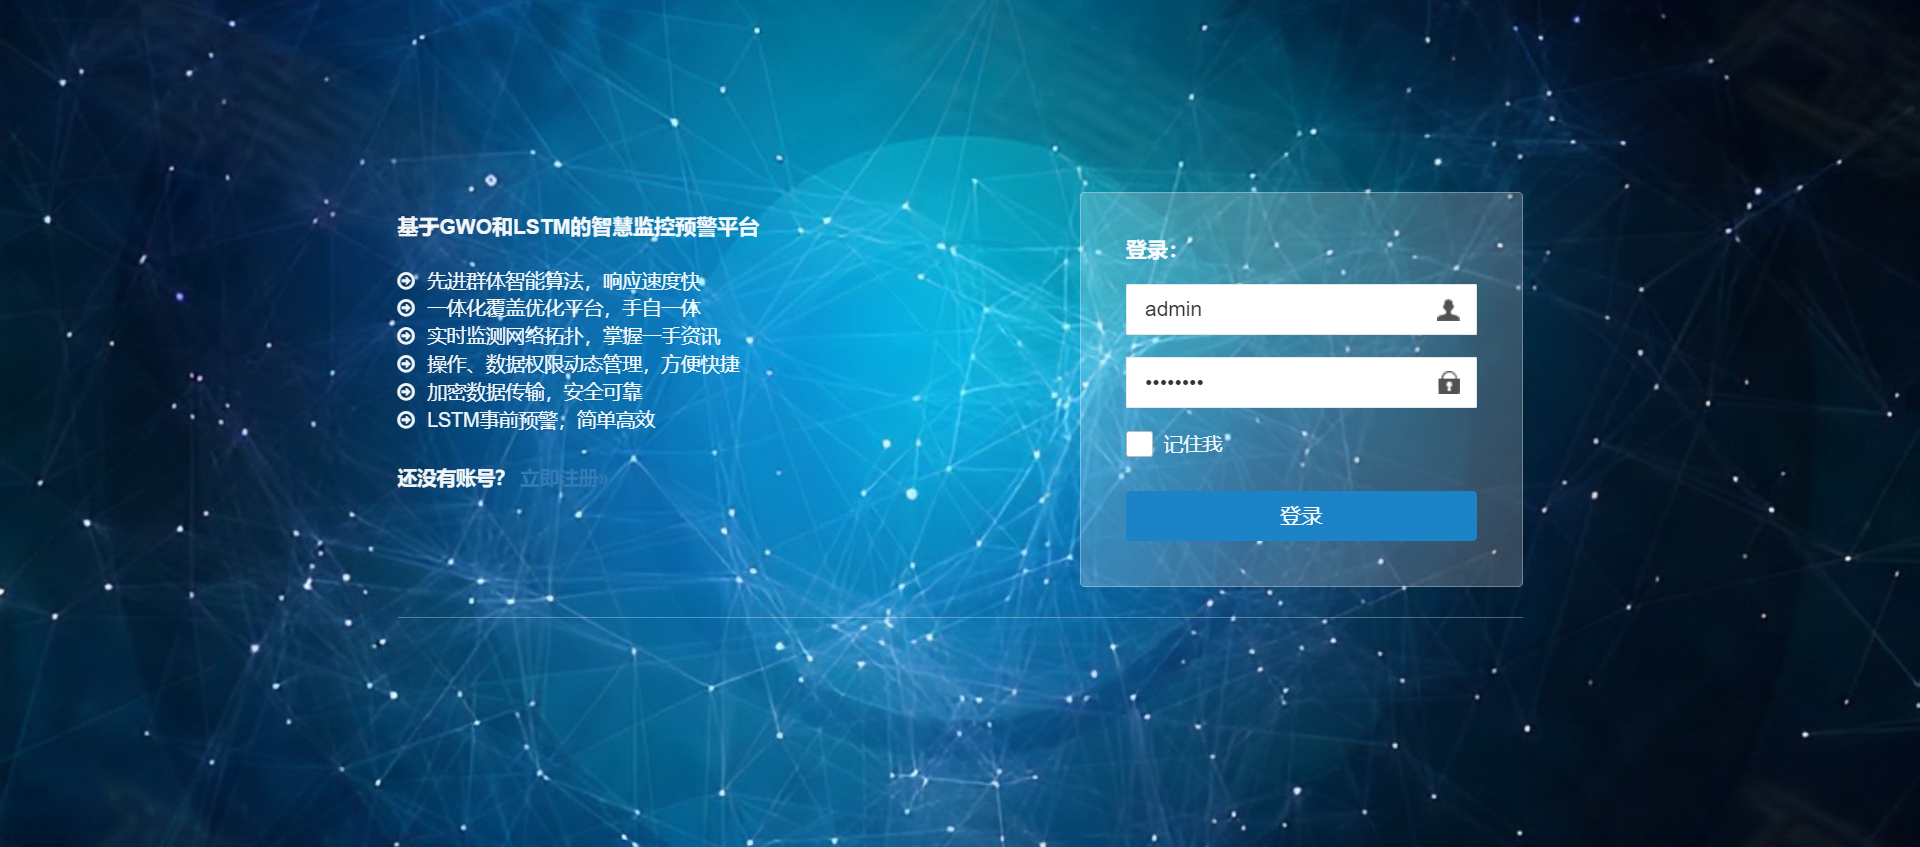 基于GWO和LSTM的智慧监控预警平台
先进群体智能算法，响应速度快
一体化覆盖优化平台，手自一体
实时监测网络拓扑，掌握一手资讯
操作、数据权限动态管理，方便快捷
加密数据传输，安全可靠
LSTM事前预警，简单高效
还没有账号？ 立即注册»
登录：
admin
••••••••
记住我
登录